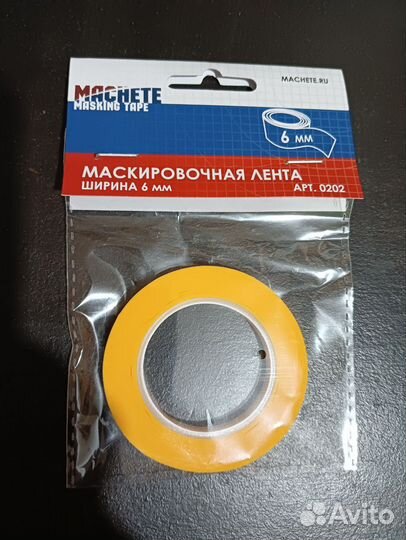 MACHETE
MASKING TAPE
MACHETE.RU
6 мм
МАСКИРОВОЧНАЯ ЛЕНТА
ШИРИНА 6 мм
АРТ. 0202
Avito